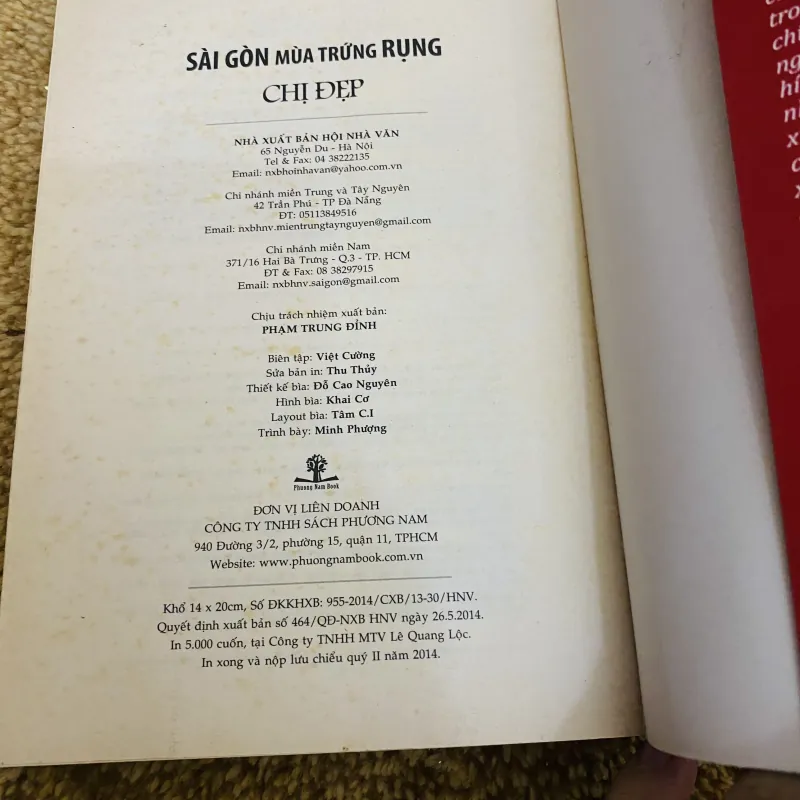 SÀI GÒN MÙA TRỨNG RỤNG
CHỊ ĐẸP
NHÀ XUẤT BẢN HỘI NHÀ VĂN
65 Nguyễn Du - Hà Nội
Tel & Fax: 04 38222135
Email: nxbhoinhavan@yahoo.com.vn
Chi nhánh miền Trung và Tây Nguyên
42 Trần Phú - TP Đà Nẵng
ĐT: 05113849516
Email: nxbhnv.mientrungtaynguyen@gmail.com
Chi nhánh miền Nam
371/16 Hai Bà Trưng - Q.3 - TP. HCM
ĐT & Fax: 08 38297915
Email: nxbhnv.saigon@gmail.com
Chịu trách nhiệm xuất bản:
PHẠM TRUNG ĐỈNH
Biên tập: Việt Cường
Sửa bản in: Thu Thủy
Thiết kế bìa: Đỗ Cao Nguyên
Hình bìa: Khai Cơ
Layout bìa: Tâm C.I
Trình bày: Minh Phượng
Phuong Nam Book
ĐƠN VỊ LIÊN DOANH
CÔNG TY TNHH SÁCH PHƯƠNG NAM
940 Đường 3/2, phường 15, quận 11, TPHCM
Website: www.phuongnambook.com.vn
Khổ 14 x 20cm, Số ĐKKHXB: 955-2014/CXB/13-30/HNV.
Quyết định xuất bản số 464/QĐ-NXB HNV ngày 26.5.2014.
In 5.000 cuốn, tại Công ty TNHH MTV Lê Quang Lộc.
In xong và nộp lưu chiểu quý II năm 2014.